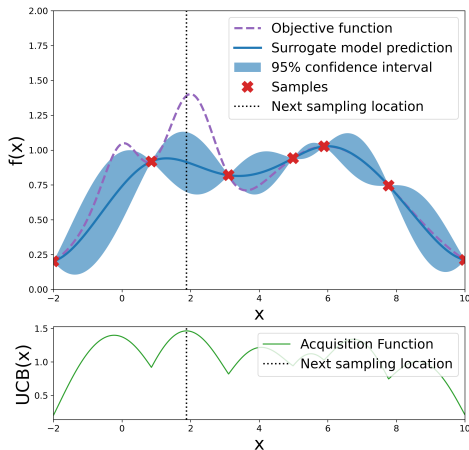 2.00
1.75
1.50
1.25
1.00
0.75
0.50
0.25
0.00
f(x)
Objective function
Surrogate model prediction
95% confidence interval
Samples
Next sampling location
−2 0 2 4 6 8 10
x
1.5
1.0
0.5
UCB(x)
Acquisition Function
Next sampling location
−2 0 2 4 6 8 10
x